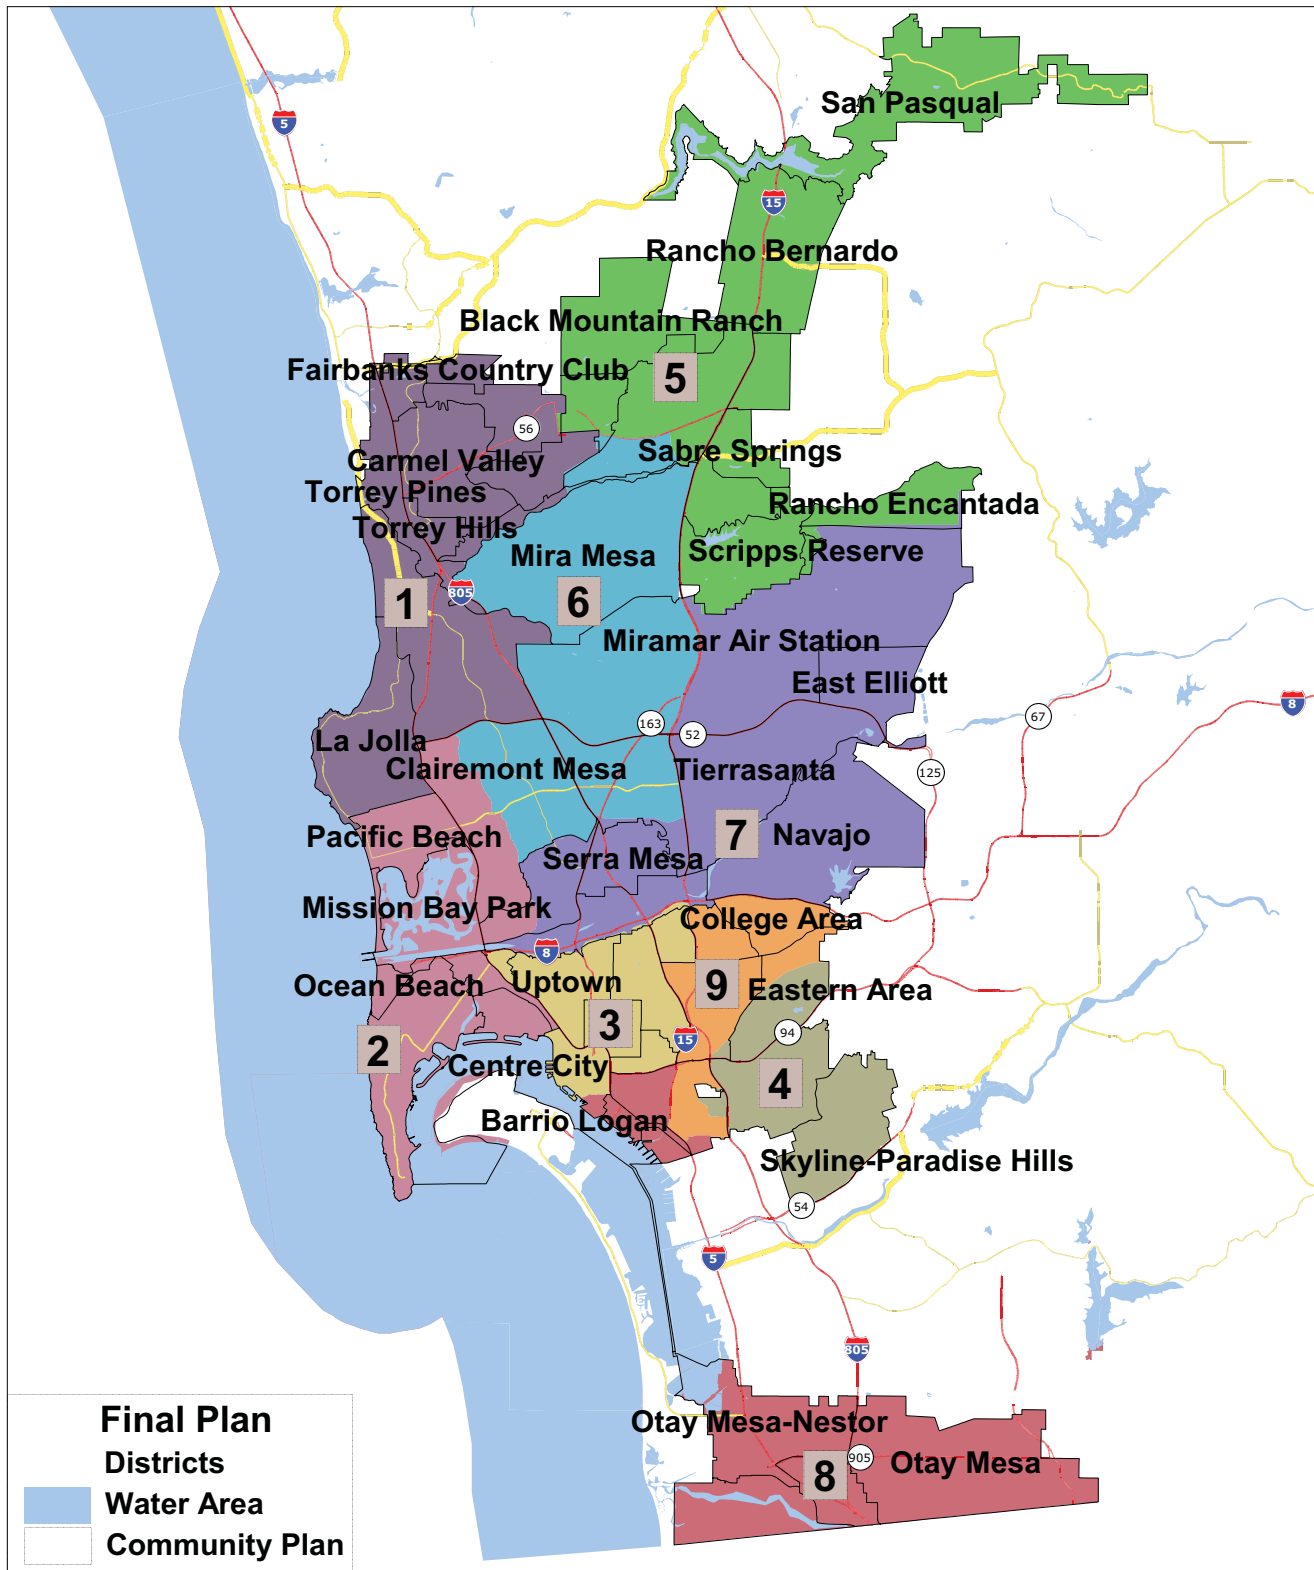 San Pasqual
5
15
Rancho Bernardo
Black Mountain Ranch
Fairbanks Country Club
5
56
Sabre Springs
Carmel Valley
Torrey Pines
Rancho Encantada
Torrey Hills
Scripps Reserve
Mira Mesa
805
1
6
Miramar Air Station
East Elliott
8
67
163
52
La Jolla
Clairemont Mesa
Tierrasanta
125
Pacific Beach
7
Navajo
Serra Mesa
Mission Bay Park
College Area
8
Uptown
Ocean Beach
9
Eastern Area
3
94
15
2
Centre City
4
Barrio Logan
Skyline-Paradise Hills
54
5
805
Otay Mesa-Nestor
905
Otay Mesa
8
Final Plan
Districts
Water Area
Community Plan